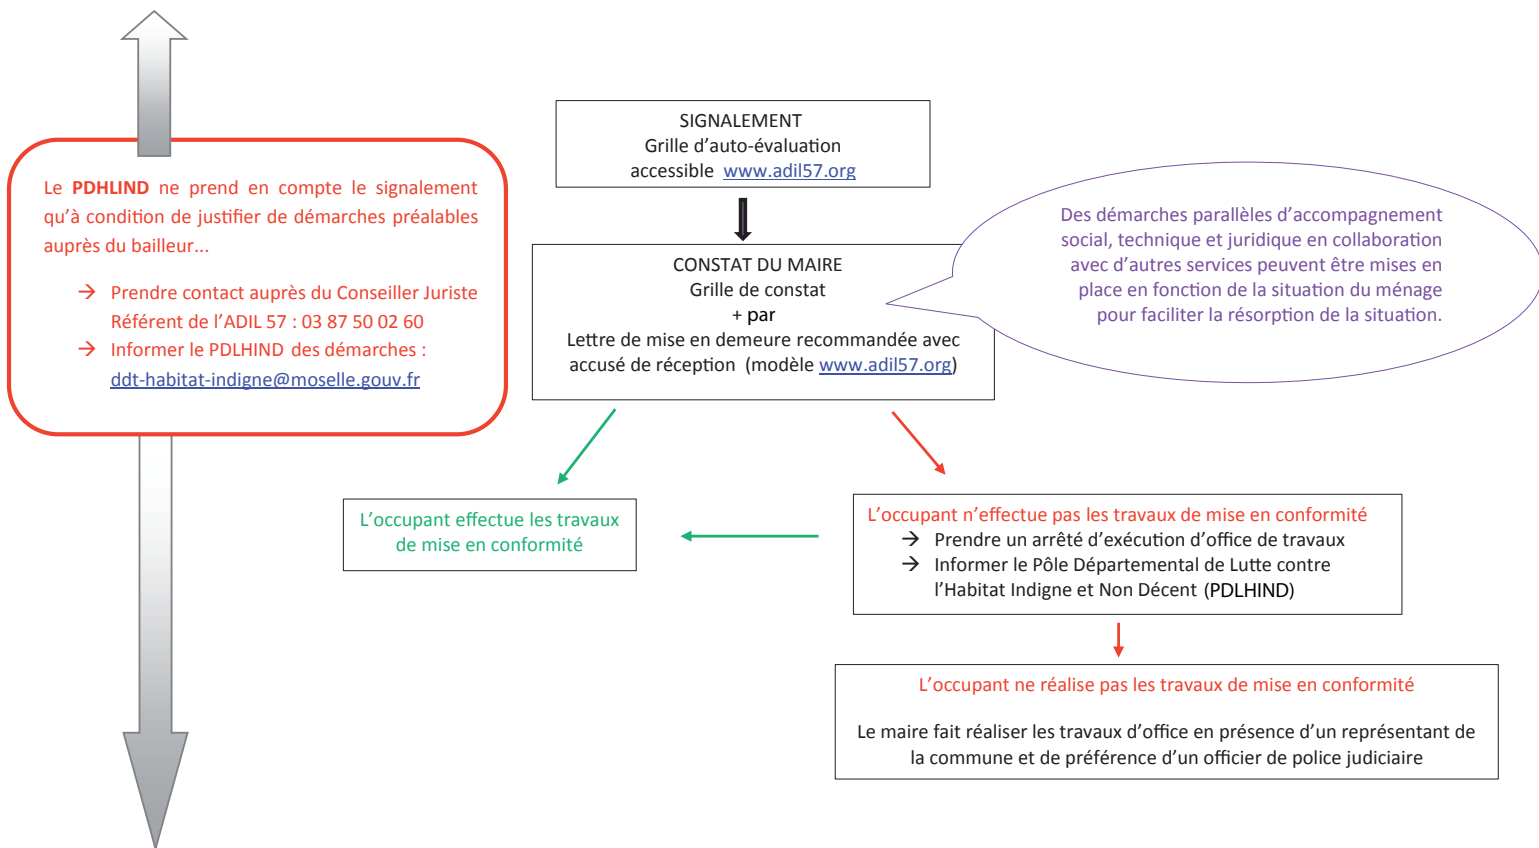 Le PDHLIND ne prend en compte le signalement
qu'à condition de justifier de démarches préalables
auprès du bailleur...
→ Prendre contact auprès du Conseiller Juriste
Référent de l'ADIL 57 : 03 87 50 02 60
→ Informer le PDLHIND des démarches :
ddt-habitat-indigne@moselle.gouv.fr
SIGNALEMENT
Grille d'auto-évaluation
accessible www.adil57.org
CONSTAT DU MAIRE
Grille de constat
+ par
Lettre de mise en demeure recommandée avec
accusé de réception (modèle www.adil57.org)
Des démarches parallèles d'accompagnement
social, technique et juridique en collaboration
avec d'autres services peuvent être mises en
place en fonction de la situation du ménage
pour faciliter la résorption de la situation.
L'occupant effectue les travaux
de mise en conformité
L'occupant n'effectue pas les travaux de mise en conformité
→ Prendre un arrêté d'exécution d'office de travaux
→ Informer le Pôle Départemental de Lutte contre
l'Habitat Indigne et Non Décent (PDLHIND)
L'occupant ne réalise pas les travaux de mise en conformité
Le maire fait réaliser les travaux d'office en présence d'un représentant de
la commune et de préférence d'un officier de police judiciaire